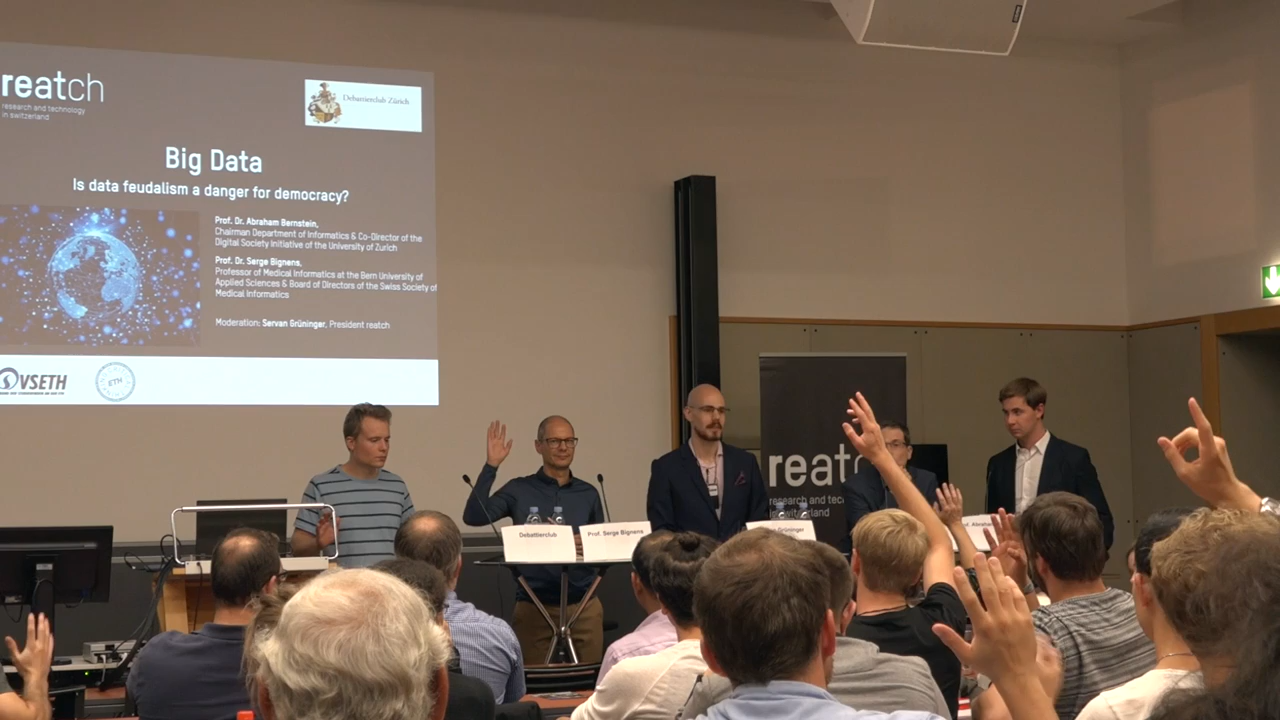 reatch
research and technology
in switzerland
Debattierclub Zürich
Big Data
Is data feudalism a danger for democracy?
Prof. Dr. Abraham Bernstein,
Chairman Department of Informatics & Co-Director of the
Digital Society Initiative of the University of Zurich
Prof. Dr. Serge Bignens,
Professor of Medical Informatics at the Bern University of
Applied Sciences & Board of Directors of the Swiss Society of
Medical Informatics
Moderation: Servan Grüninger, President reatch
VSETH
ETH
reatc
research and tec
in switzerland
Debattierclub
Prof. Serge Bignens
Grüninger
Abraham